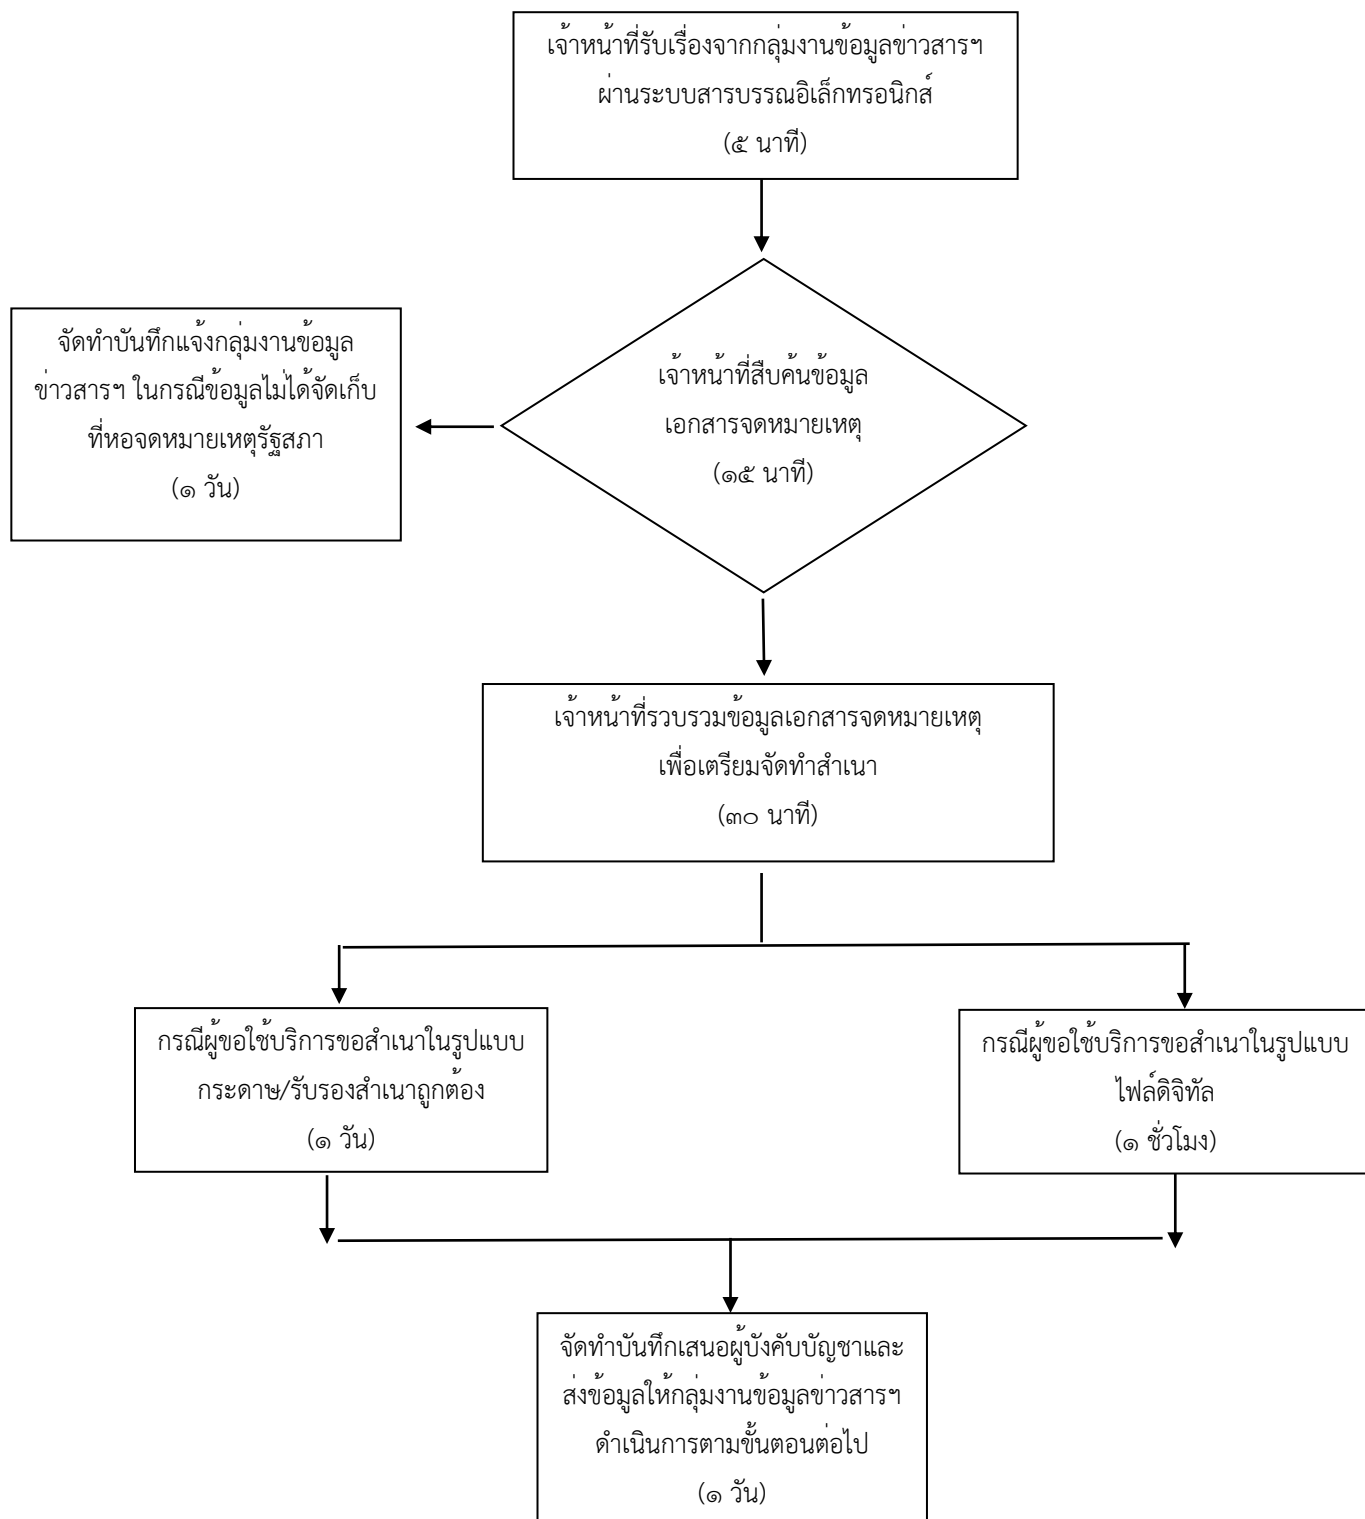 เจ้าหน้าที่รับเรื่องจากกลุ่มงานข้อมูลข่าวสารฯ
ผ่านระบบสารบรรณอิเล็กทรอนิกส์
(๕ นาที)
จัดทำบันทึกแจ้งกลุ่มงานข้อมูล
ข่าวสารฯ ในกรณีข้อมูลไม่ได้จัดเก็บ
ที่หอจดหมายเหตุรัฐสภา
(๑ วัน)
เจ้าหน้าที่สืบค้นข้อมูล
เอกสารจดหมายเหตุ
(๑๕ นาที)
เจ้าหน้าที่รวบรวมข้อมูลเอกสารจดหมายเหตุ
เพื่อเตรียมจัดทำสำเนา
(๓๐ นาที)
กรณีผู้ขอใช้บริการขอสำเนาในรูปแบบ
กระดาษ/รับรองสำเนาถูกต้อง
(๑ วัน)
กรณีผู้ขอใช้บริการขอสำเนาในรูปแบบ
ไฟล์ดิจิทัล
(๑ ชั่วโมง)
จัดทำบันทึกเสนอผู้บังคับบัญชาและ
ส่งข้อมูลให้กลุ่มงานข้อมูลข่าวสารฯ
ดำเนินการตามขั้นตอนต่อไป
(๑ วัน)